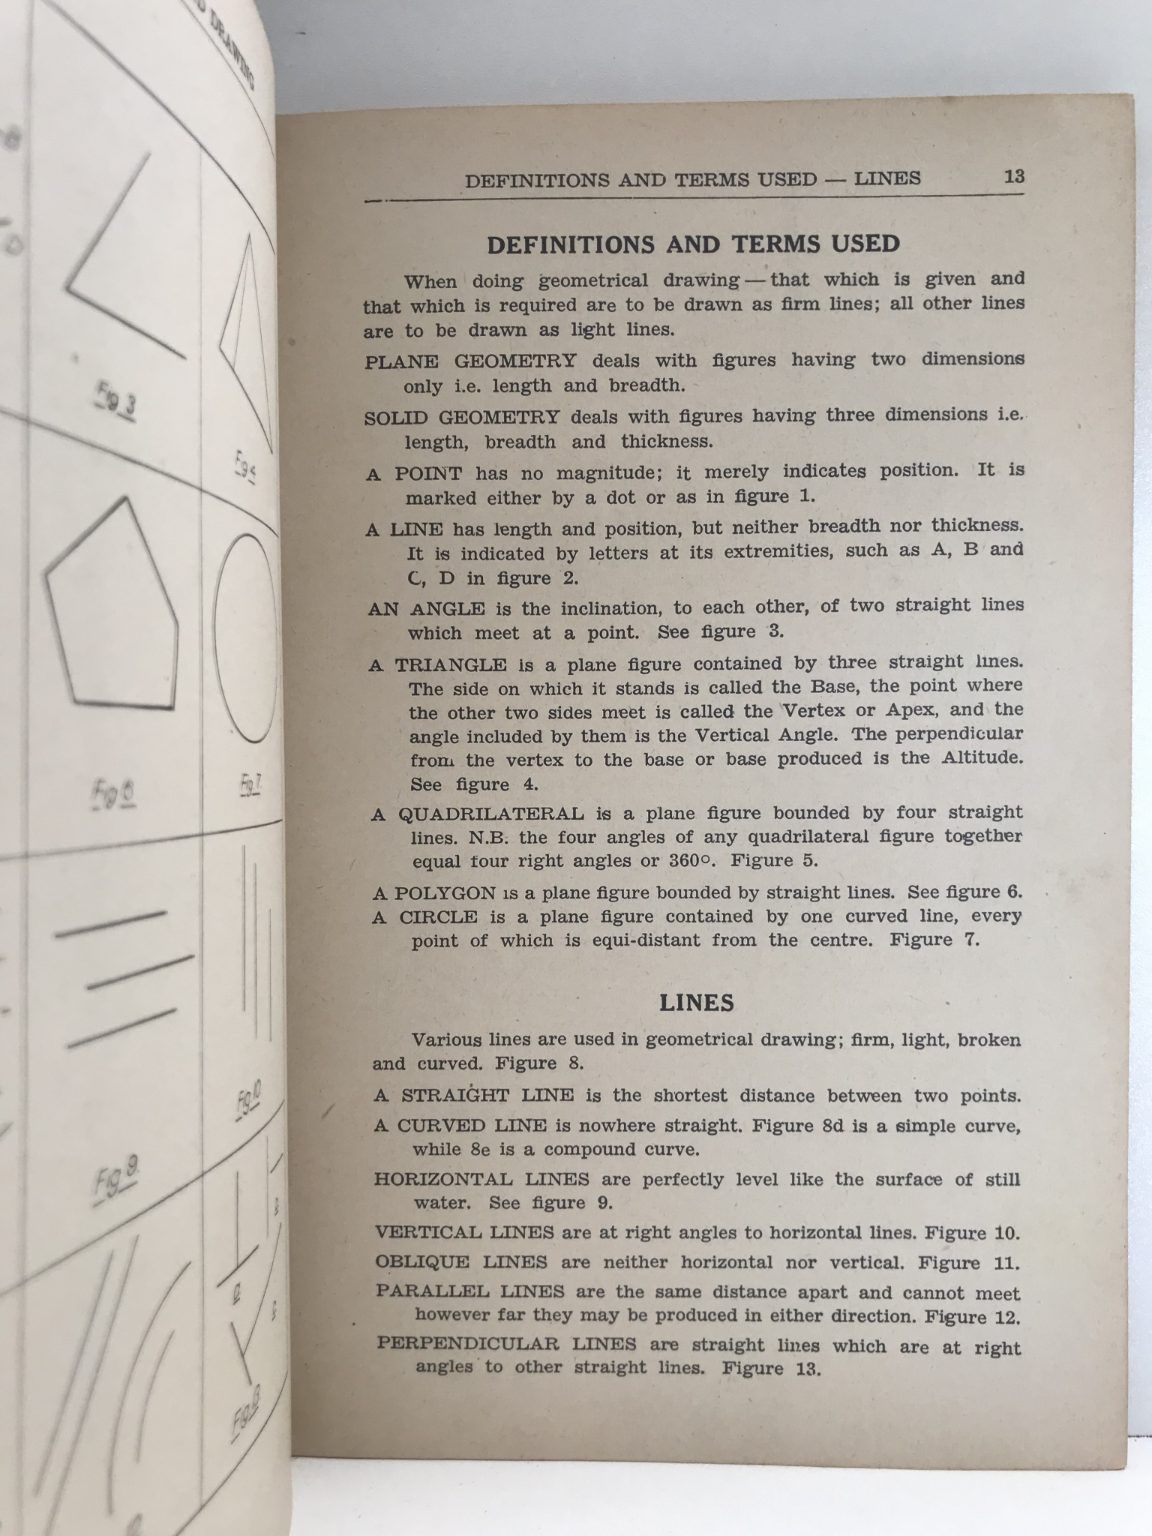 D DRAWING
Fig 3
Fig 4
Fig 6
Fig 7
Fig 9
Fig 10
Fig 13
DEFINITIONS AND TERMS USED — LINES 13
DEFINITIONS AND TERMS USED
When doing geometrical drawing — that which is given and
that which is required are to be drawn as firm lines; all other lines
are to be drawn as light lines.
PLANE GEOMETRY deals with figures having two dimensions
only i.e. length and breadth.
SOLID GEOMETRY deals with figures having three dimensions i.e.
length, breadth and thickness.
A POINT has no magnitude; it merely indicates position. It is
marked either by a dot or as in figure 1.
A LINE has length and position, but neither breadth nor thickness.
It is indicated by letters at its extremities, such as A, B and
C, D in figure 2.
AN ANGLE is the inclination, to each other, of two straight lines
which meet at a point. See figure 3.
A TRIANGLE is a plane figure contained by three straight lines.
The side on which it stands is called the Base, the point where
the other two sides meet is called the Vertex or Apex, and the
angle included by them is the Vertical Angle. The perpendicular
from the vertex to the base or base produced is the Altitude.
See figure 4.
A QUADRILATERAL is a plane figure bounded by four straight
lines. N.B. the four angles of any quadrilateral figure together
equal four right angles or 360°. Figure 5.
A POLYGON is a plane figure bounded by straight lines. See figure 6.
A CIRCLE is a plane figure contained by one curved line, every
point of which is equi-distant from the centre. Figure 7.
LINES
Various lines are used in geometrical drawing; firm, light, broken
and curved. Figure 8.
A STRAIGHT LINE is the shortest distance between two points.
A CURVED LINE is nowhere straight. Figure 8d is a simple curve,
while 8e is a compound curve.
HORIZONTAL LINES are perfectly level like the surface of still
water. See figure 9.
VERTICAL LINES are at right angles to horizontal lines. Figure 10.
OBLIQUE LINES are neither horizontal nor vertical. Figure 11.
PARALLEL LINES are the same distance apart and cannot meet
however far they may be produced in either direction. Figure 12.
PERPENDICULAR LINES are straight lines which are at right
angles to other straight lines. Figure 13.